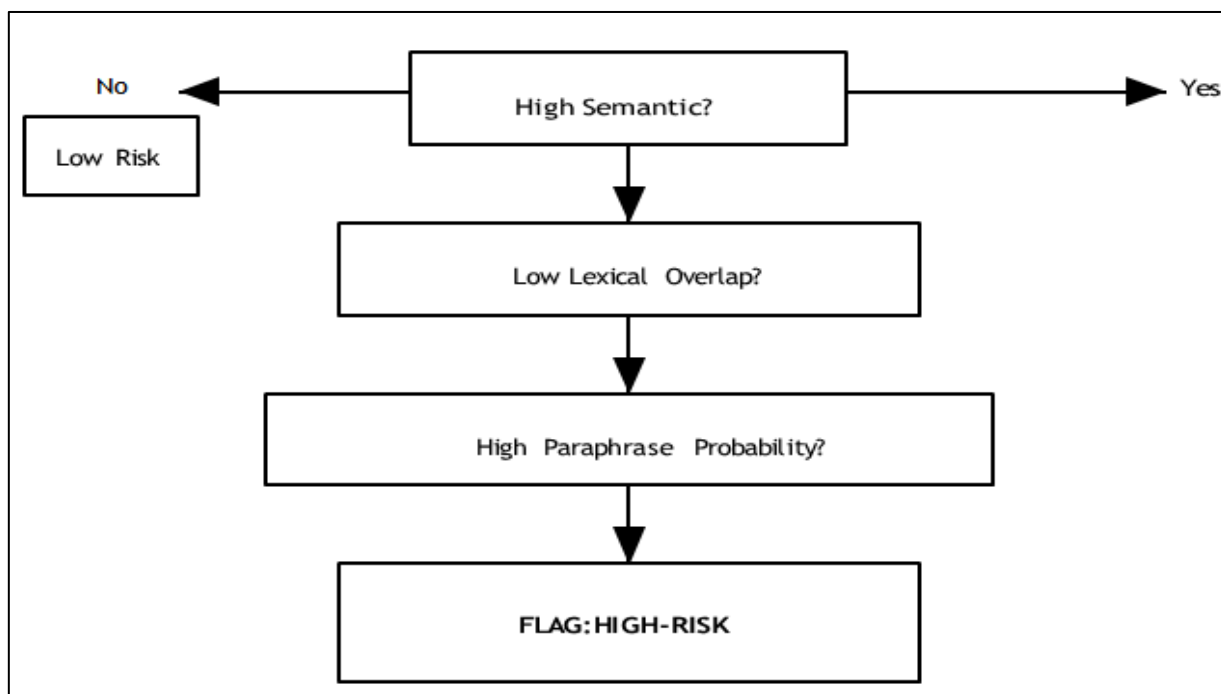 No
High Semantic?
Yes
Low Risk
Low Lexical Overlap?
High Paraphrase Probability?
FLAG:HIGH-RISK